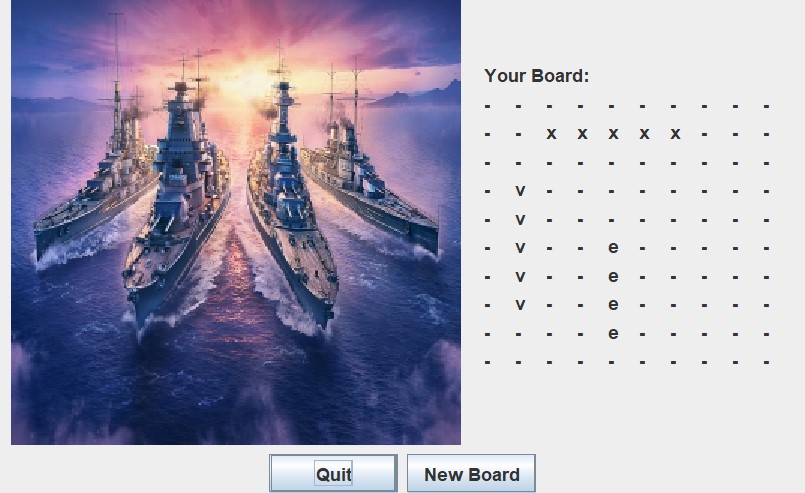 Your Board:
- - - - - - - - - -
- - x x x x x - - -
- - - - - - - - - -
- v - - - - - - - -
- v - - - - - - - -
- v - - e - - - - -
- v - - e - - - - -
- v - - e - - - - -
- - - - e - - - - -
- - - - - - - - - -
Quit
New Board